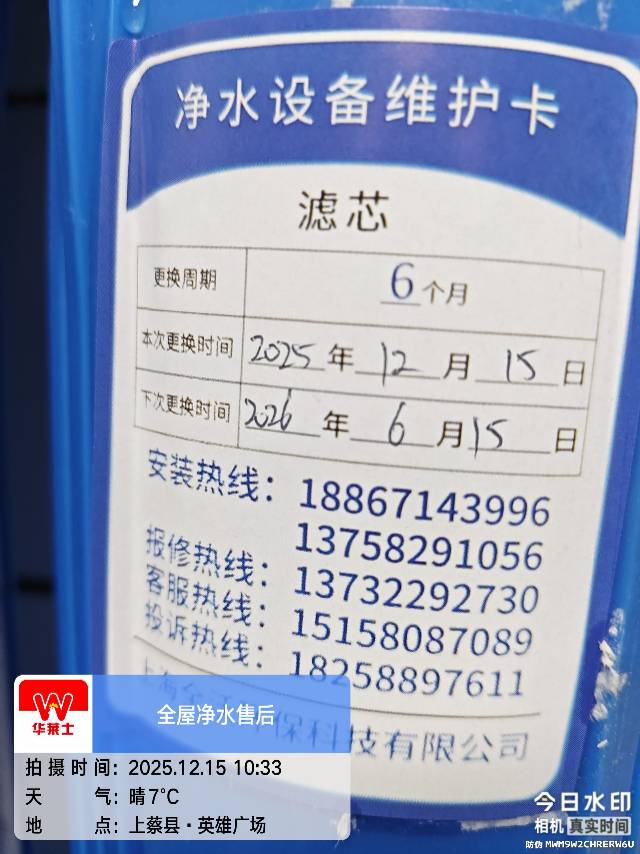 净水设备维护卡
滤芯
更换周期 6个月
本次更换时间 2025年12月15日
下次更换时间 2026年6月15日
安装热线：18867143996
13758291056
报修热线：13732292730
客服热线：15158087089
投诉热线：18258897611
保科技有限公司
华莱士
全屋净水售后
拍摄时间：2025.12.15 10:33
天气：晴7℃
地点：上蔡县·英雄广场
今日水印
相机 真实时间
防伪 MWM9W2CHRERW6U